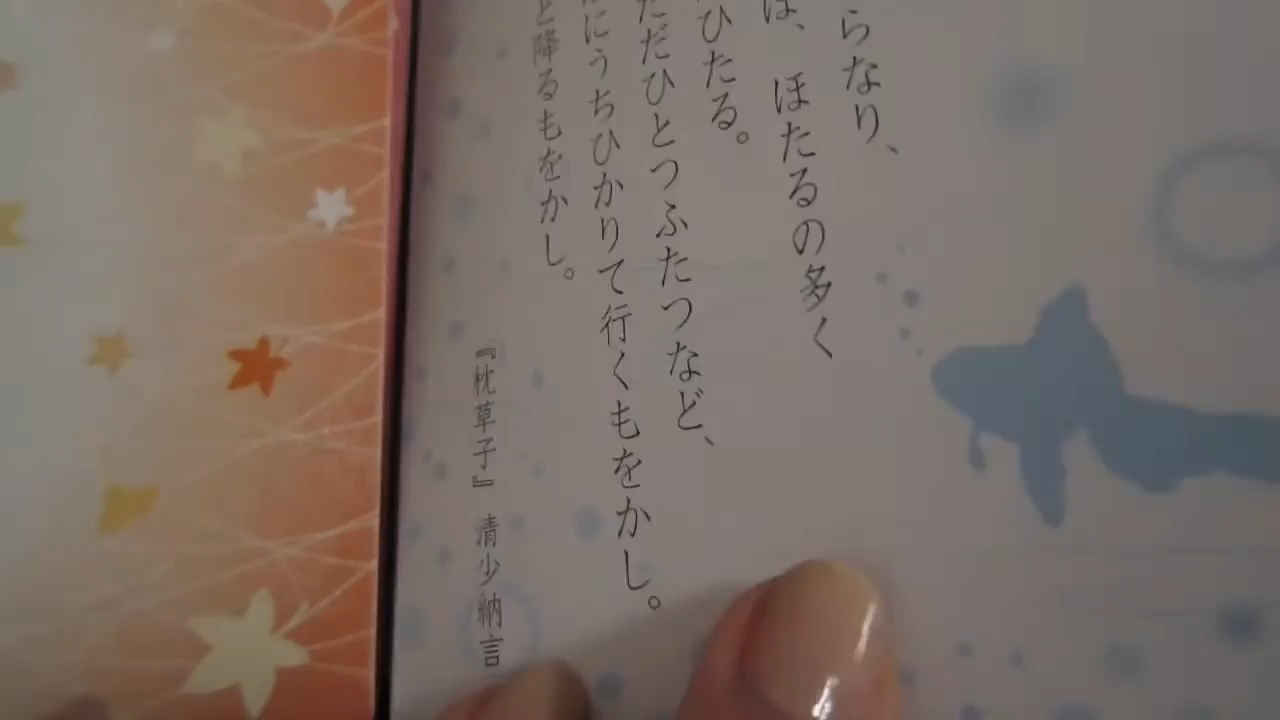 らなり、
は、ほたるの多く
ひたる。
ただひとつふたつなど、
にうちひかりて行くもをかし。
と降るもをかし。
『枕草子』 清少納言